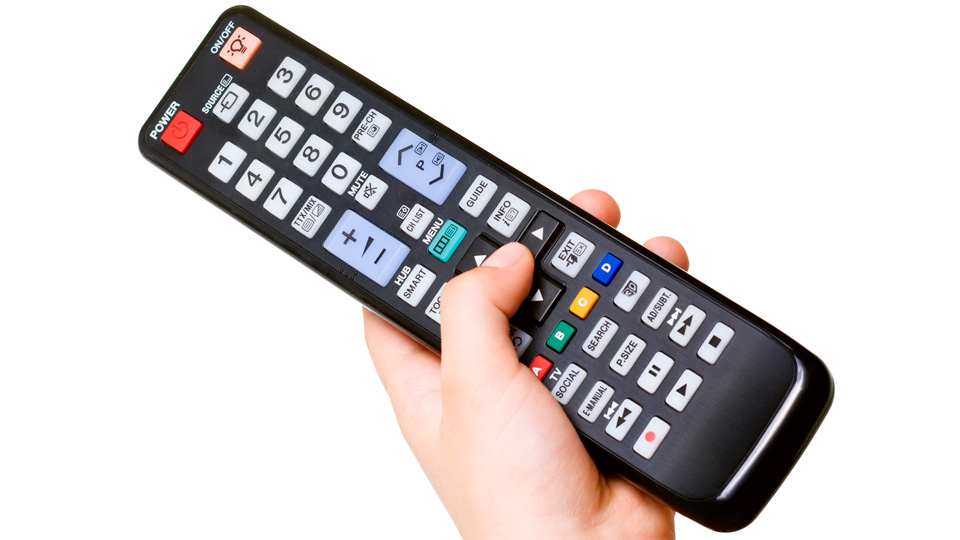 POWER
ON/OFF
SOURCE
1 2 3
4 5 6
7 8 9
TTX/MIX
0
PRE-CH
MUTE
+
−
P
CH LIST
MENU
GUIDE
SMART
HUB
INFO
i
EXIT
A
B
C
D
TV
SOCIAL
SEARCH
3D
E-MANUAL
P.SIZE
AD/SUBT.